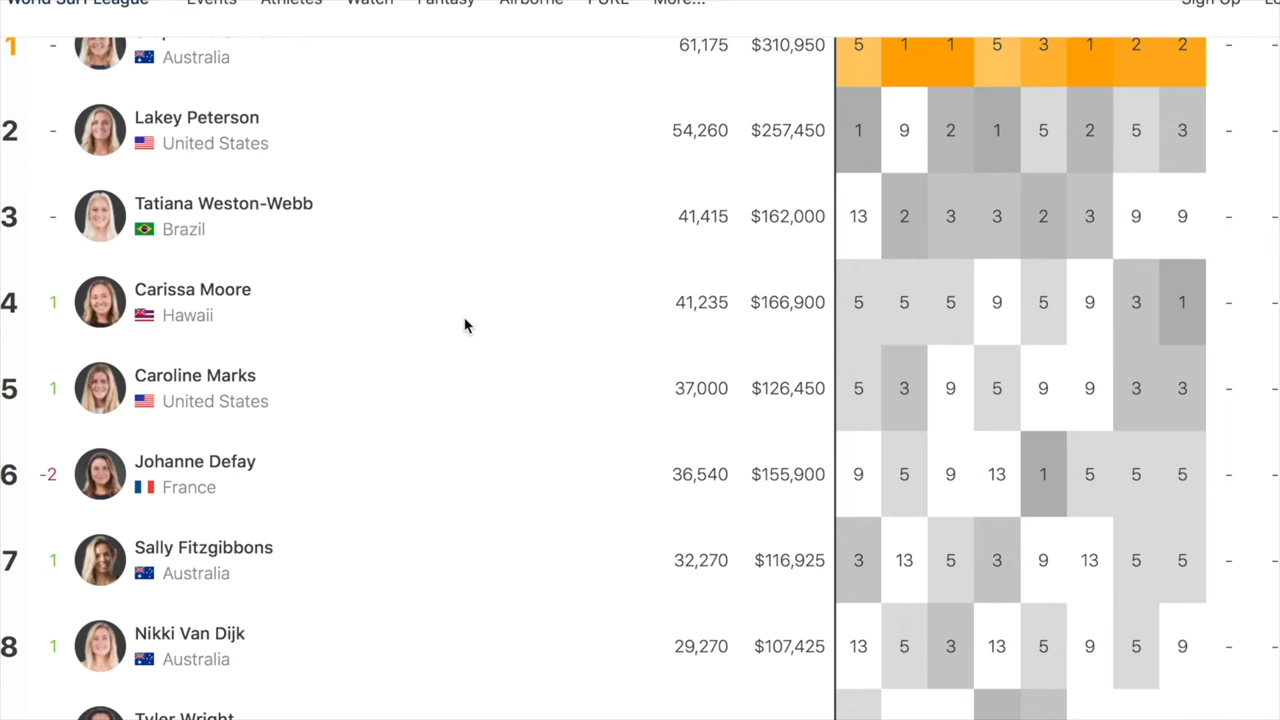 World Surf League Events Athletes Watch Fantasy Airborne PURE More... Sign Up
1 - 61,175 $310,950 5 1 1 5 3 1 2 2 - -
Australia
2 - Lakey Peterson 54,260 $257,450 1 9 2 1 5 2 5 3 - -
United States
3 - Tatiana Weston-Webb 41,415 $162,000 13 2 3 3 2 3 9 9 - -
Brazil
4 1 Carissa Moore 41,235 $166,900 5 5 5 9 5 9 3 1 - -
Hawaii
5 1 Caroline Marks 37,000 $126,450 5 3 9 5 9 9 3 3 - -
United States
6 -2 Johanne Defay 36,540 $155,900 9 5 9 13 1 5 5 5 - -
France
7 1 Sally Fitzgibbons 32,270 $116,925 3 13 5 3 9 13 5 5 - -
Australia
8 1 Nikki Van Dijk 29,270 $107,425 13 5 3 13 5 9 5 9 - -
Australia
Tyler Wright